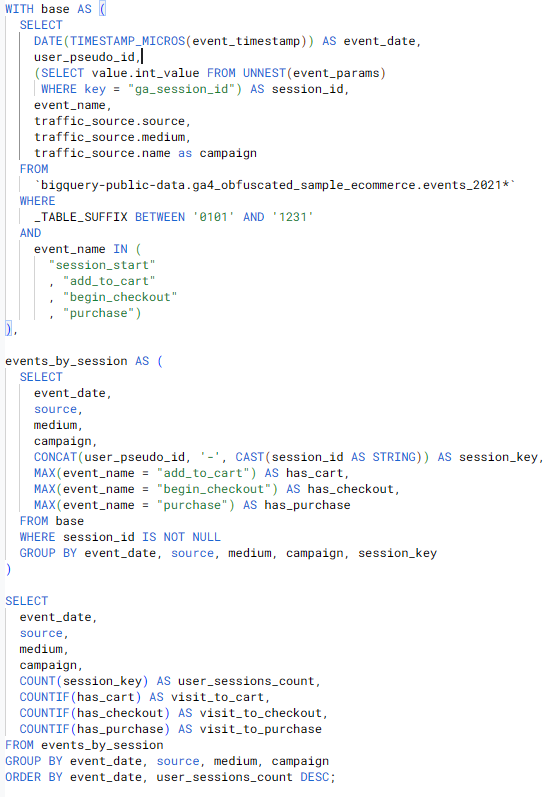 WITH base AS (
SELECT
DATE(TIMESTAMP_MICROS(event_timestamp)) AS event_date,
user_pseudo_id,
(SELECT value.int_value FROM UNNEST(event_params)
WHERE key = "ga_session_id") AS session_id,
event_name,
traffic_source.source,
traffic_source.medium,
traffic_source.name as campaign
FROM
`bigquery-public-data.ga4_obfuscated_sample_ecommerce.events_2021*`
WHERE
_TABLE_SUFFIX BETWEEN '0101' AND '1231'
AND
event_name IN (
"session_start"
, "add_to_cart"
, "begin_checkout"
, "purchase")
),
events_by_session AS (
SELECT
event_date,
source,
medium,
campaign,
CONCAT(user_pseudo_id, '-', CAST(session_id AS STRING)) AS session_key,
MAX(event_name = "add_to_cart") AS has_cart,
MAX(event_name = "begin_checkout") AS has_checkout,
MAX(event_name = "purchase") AS has_purchase
FROM base
WHERE session_id IS NOT NULL
GROUP BY event_date, source, medium, campaign, session_key
)
SELECT
event_date,
source,
medium,
campaign,
COUNT(session_key) AS user_sessions_count,
COUNTIF(has_cart) AS visit_to_cart,
COUNTIF(has_checkout) AS visit_to_checkout,
COUNTIF(has_purchase) AS visit_to_purchase
FROM events_by_session
GROUP BY event_date, source, medium, campaign
ORDER BY event_date, user_sessions_count DESC;